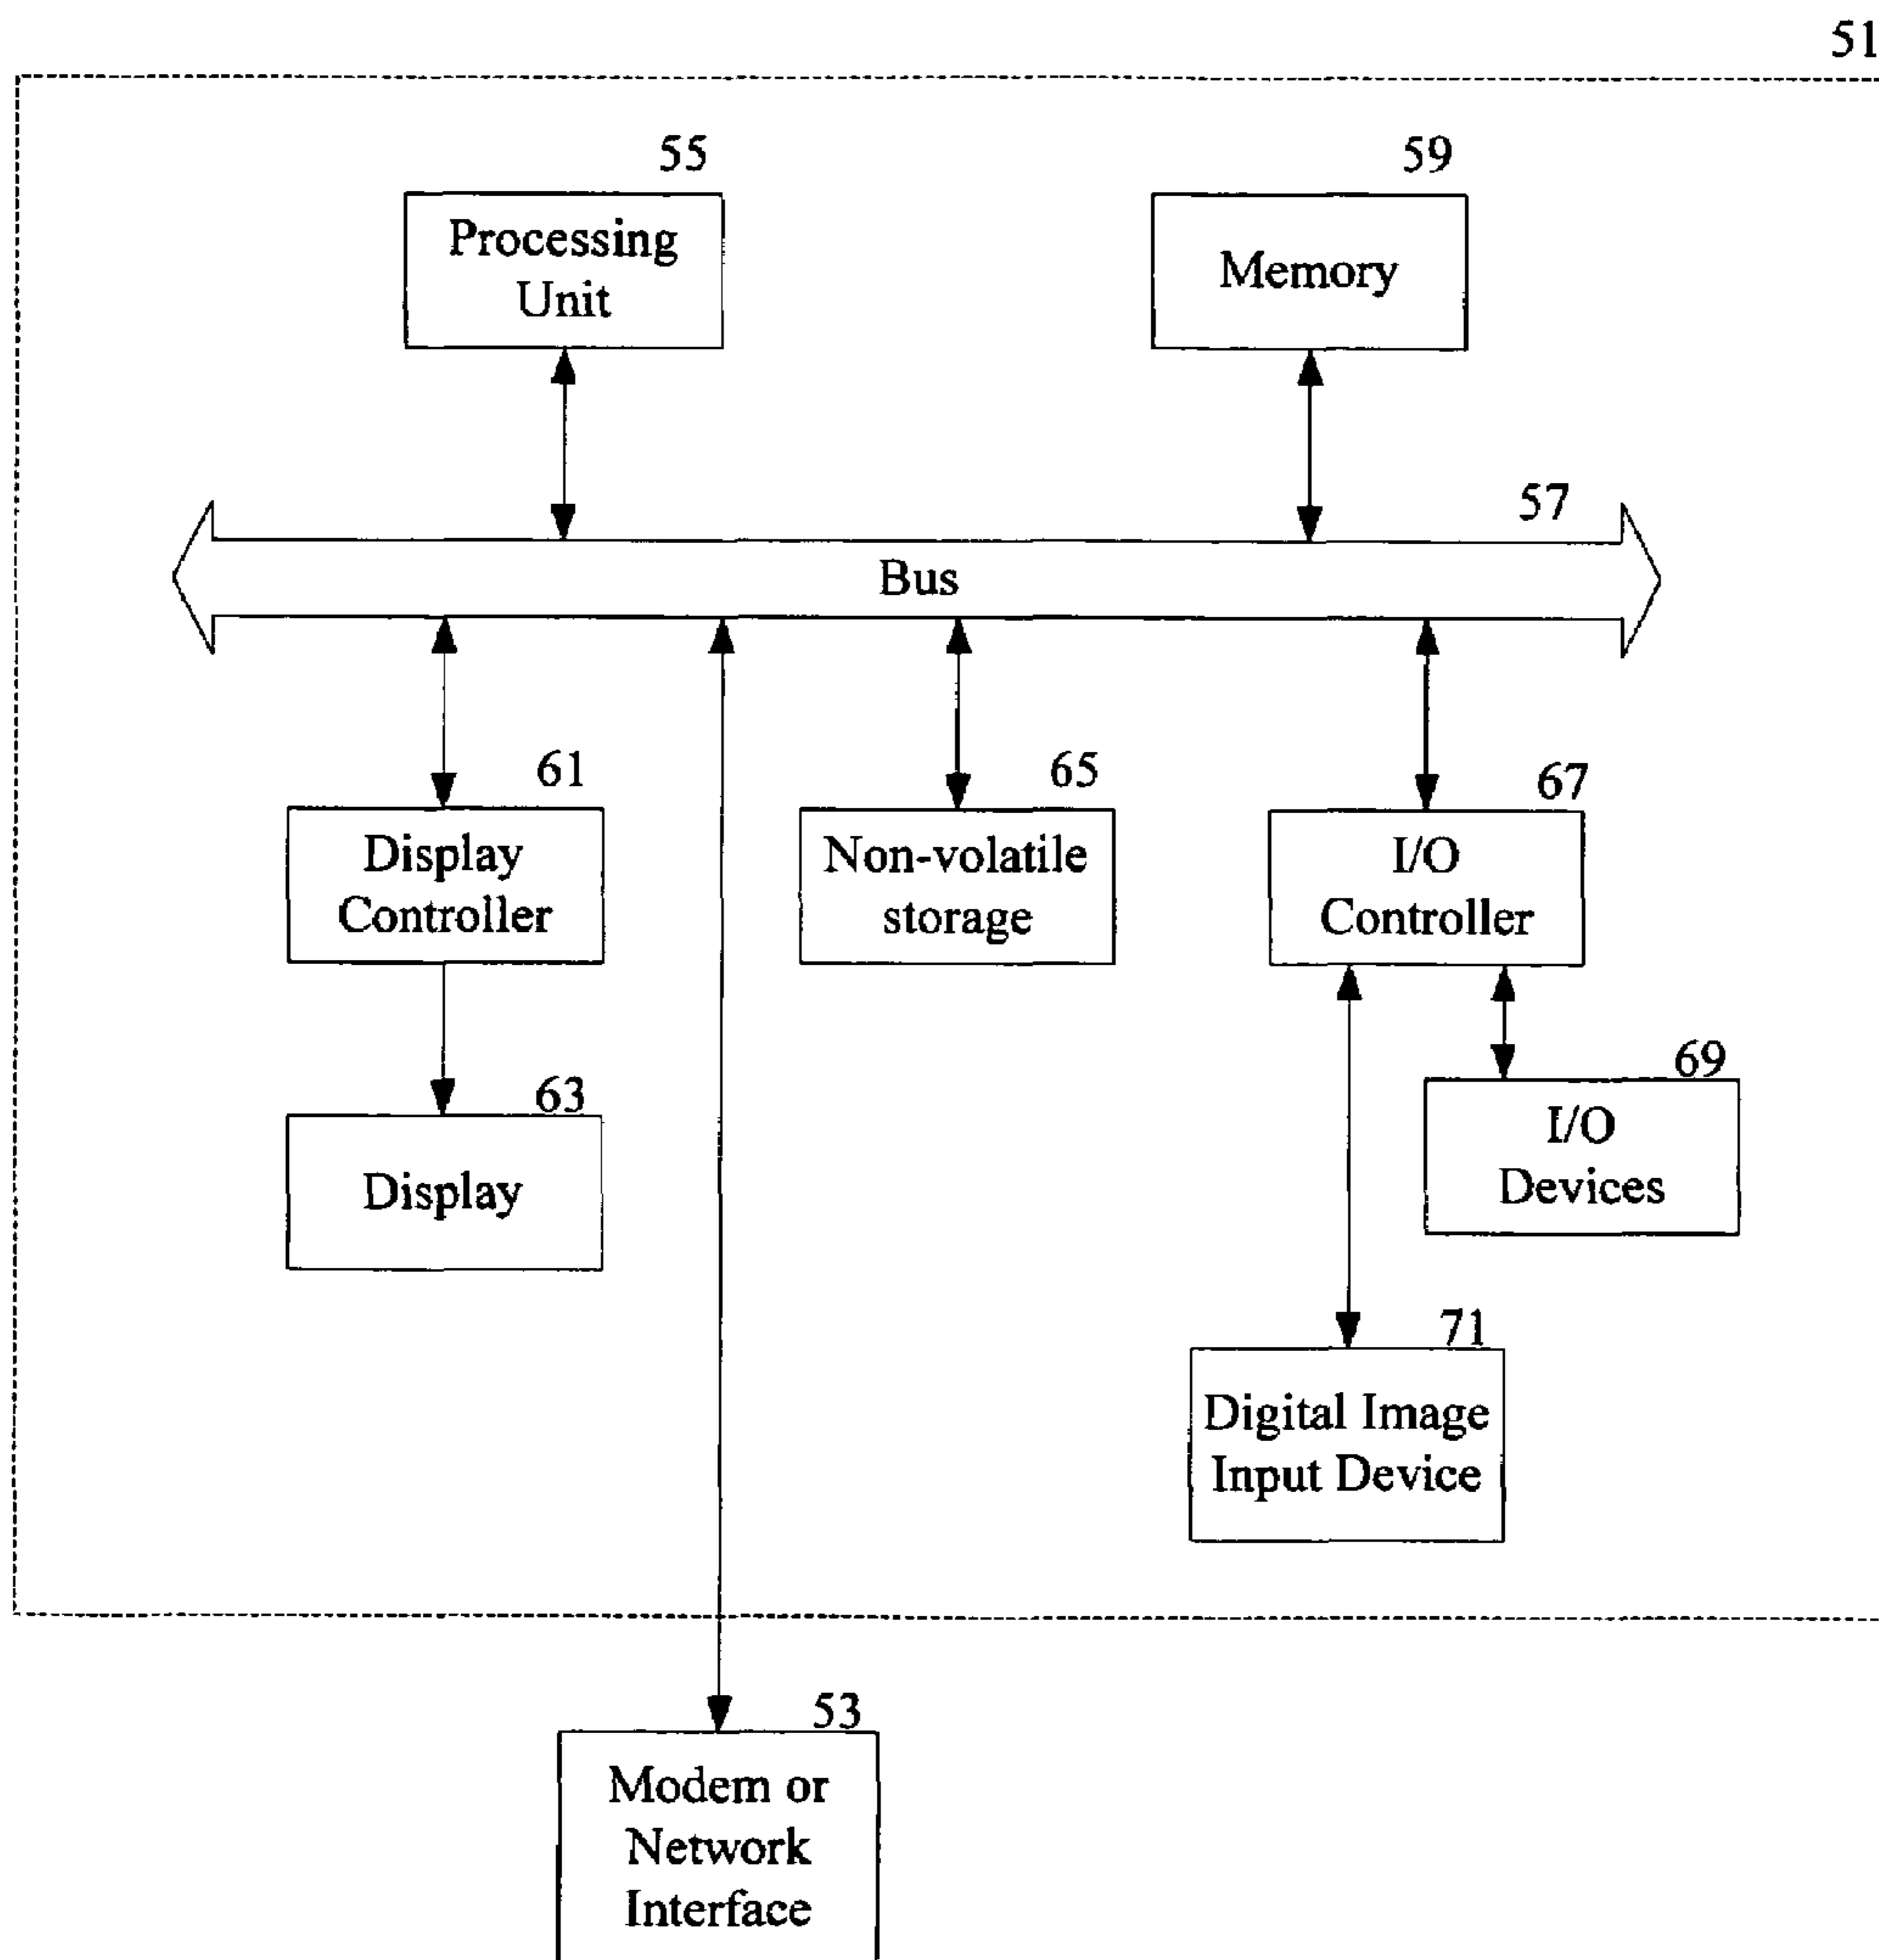 51
55
Processing
Unit
59
Memory
57
Bus
61
Display
Controller
65
Non-volatile
storage
67
I/O
Controller
63
Display
69
I/O
Devices
71
Digital Image
Input Device
53
Modem or
Network
Interface